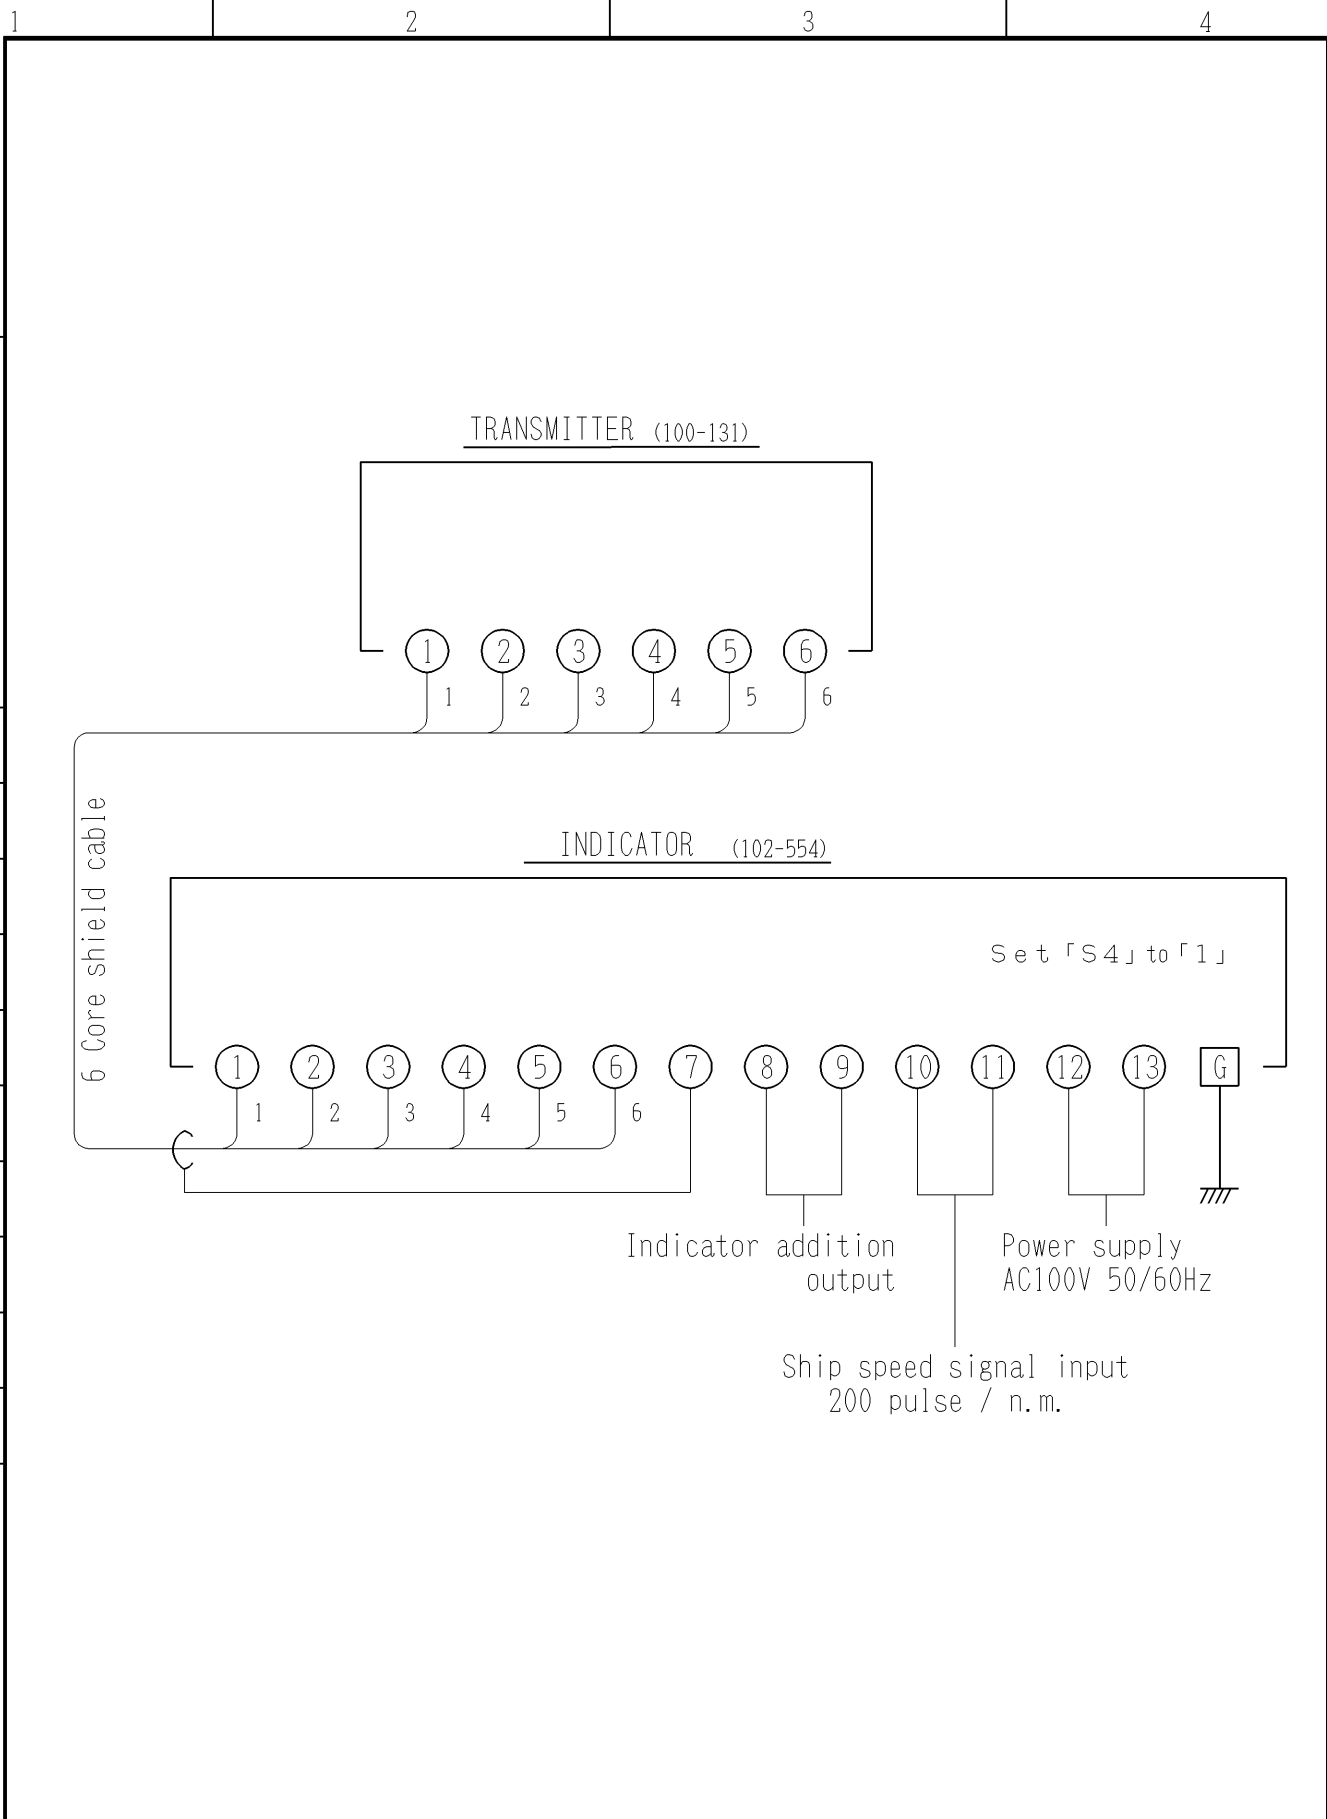 1 2 3 4
TRANSMITTER (100-131)
1 2 3 4 5 6
1 2 3 4 5 6
6 Core shield cable
INDICATOR (102-554)
Set「S4」to「1」
1 2 3 4 5 6 7 8 9 10 11 12 13 G
1 2 3 4 5 6
Indicator addition
output
Power supply
AC100V 50/60Hz
Ship speed signal input
200 pulse / n.m.